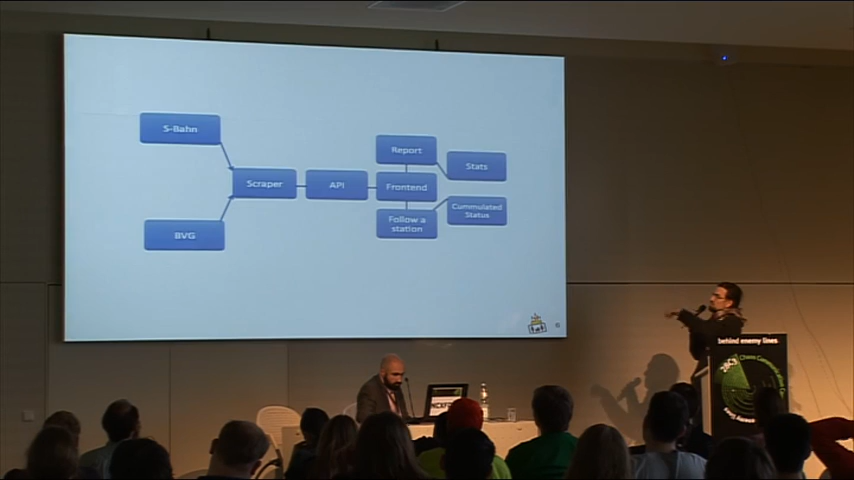 S-Bahn
BVG
Scraper
API
Report
Frontend
Follow a
station
Stats
Cummulated
Status
behind enemy lines